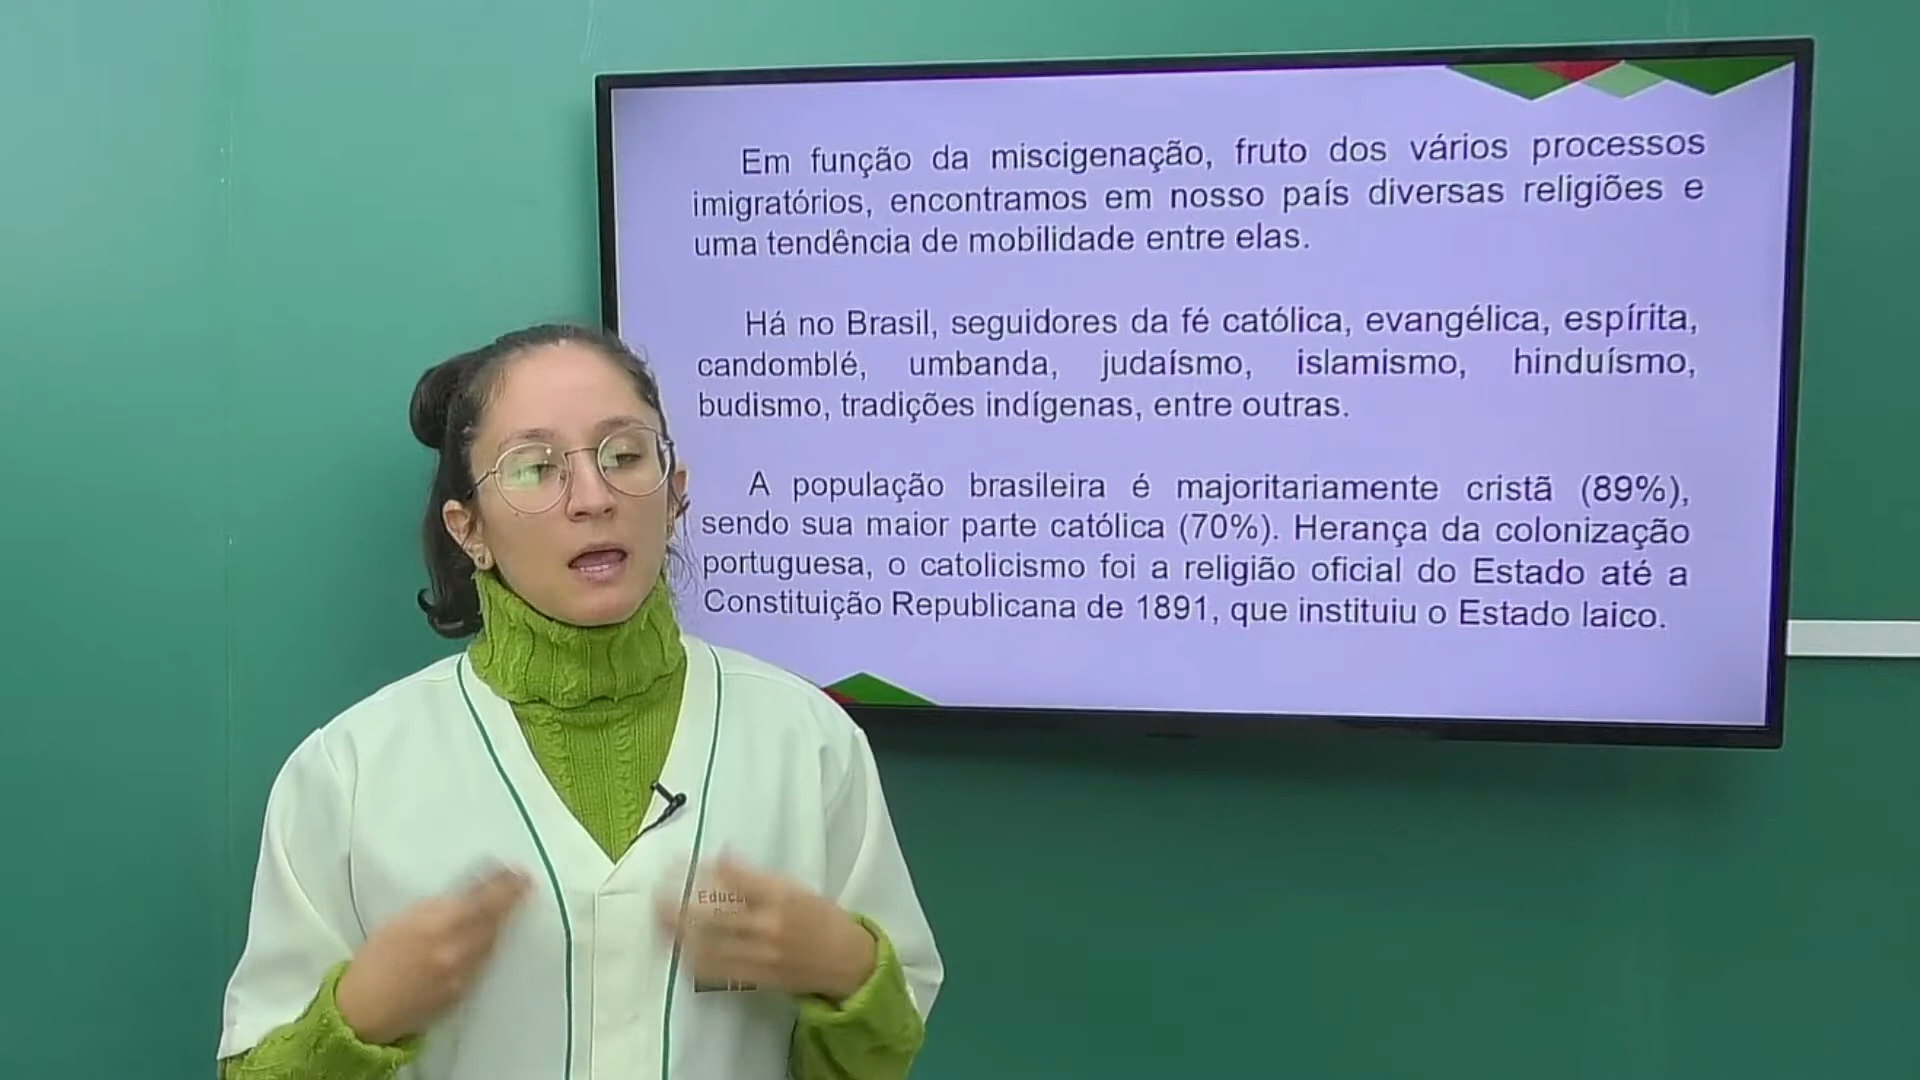 Em função da miscigenação, fruto dos vários processos
imigratórios, encontramos em nosso país diversas religiões e
uma tendência de mobilidade entre elas.
Há no Brasil, seguidores da fé católica, evangélica, espírita,
candomblé, umbanda, judaísmo, islamismo, hinduísmo,
budismo, tradições indígenas, entre outras.
A população brasileira é majoritariamente cristã (89%),
sendo sua maior parte católica (70%). Herança da colonização
portuguesa, o catolicismo foi a religião oficial do Estado até a
Constituição Republicana de 1891, que instituiu o Estado laico.